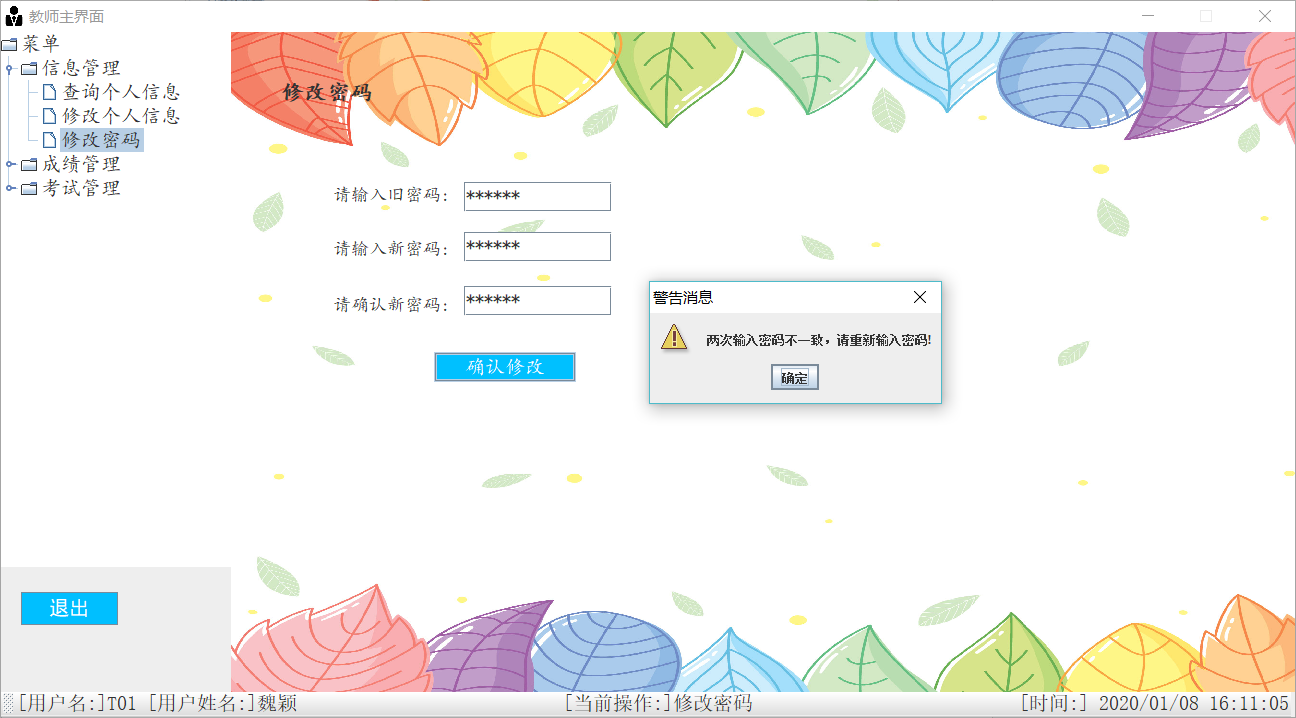 教师主界面
菜单
信息管理
查询个人信息
修改个人信息
修改密码
成绩管理
考试管理
修改密码
请输入旧密码： ******
请输入新密码： ******
请确认新密码： ******
确认修改
警告消息
两次输入密码不一致，请重新输入密码!
确定
退出
[用户名:]T01 [用户姓名:]魏颖 [当前操作:]修改密码 [时间:] 2020/01/08 16:11:05